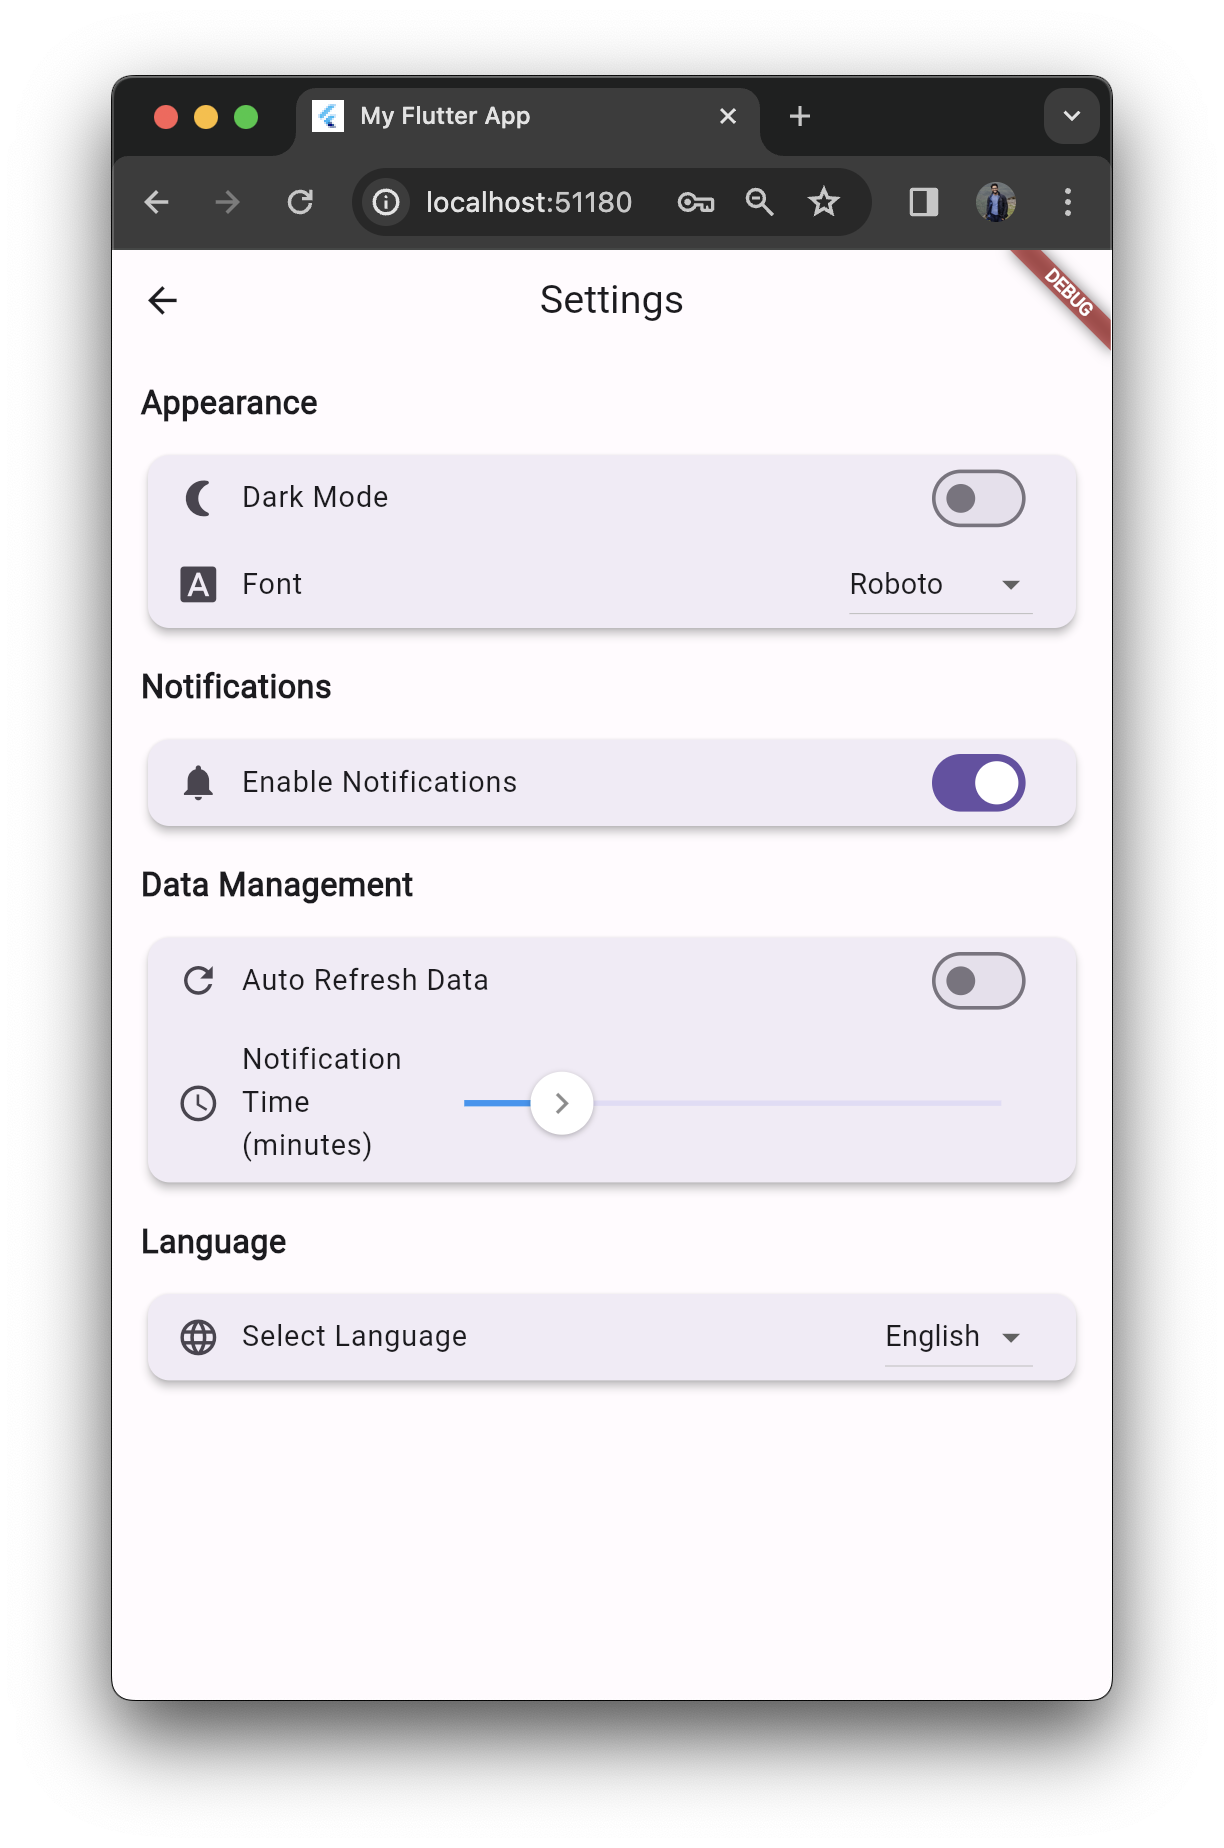 My Flutter App
localhost:51180
Settings
DEBUG
Appearance
Dark Mode
A Font Roboto
Notifications
Enable Notifications
Data Management
Auto Refresh Data
Notification
Time
(minutes)
Language
Select Language English